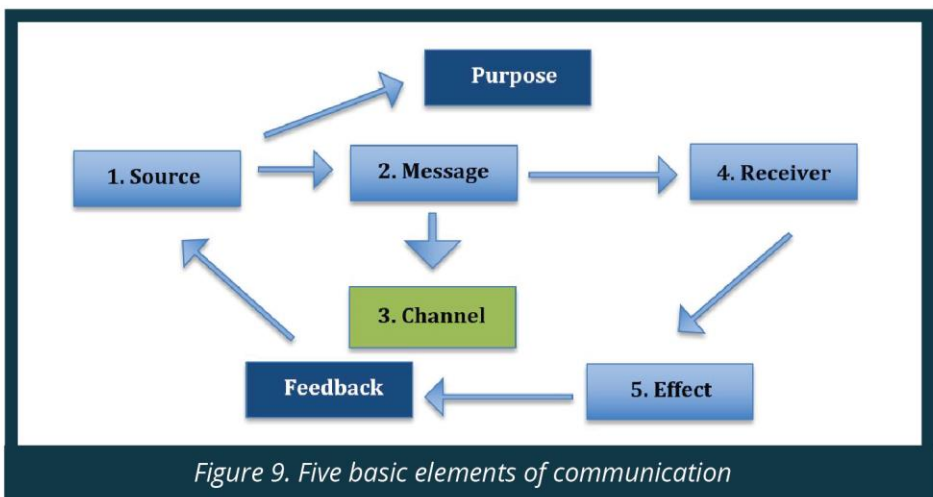 Purpose
1. Source
2. Message
4. Receiver
3. Channel
Feedback
5. Effect
Figure 9. Five basic elements of communication